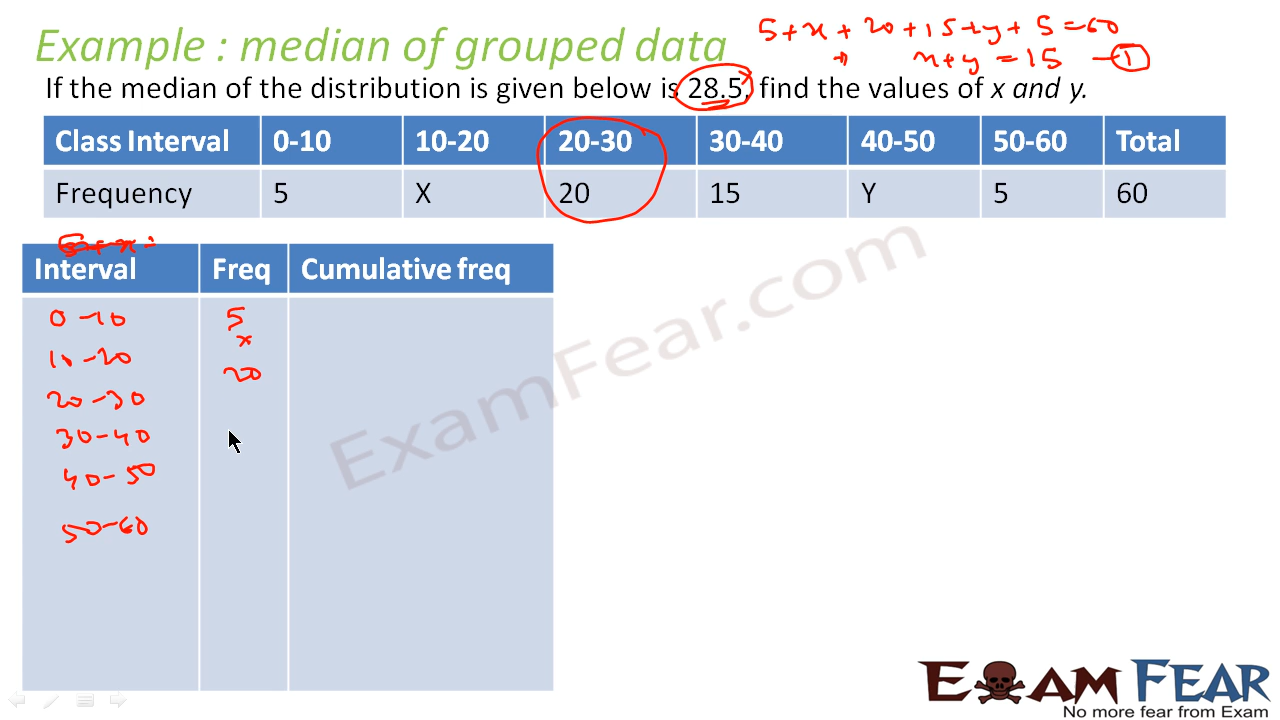 Example : median of grouped data
5+x+20+15+y+5=60
⇒ x+y=15 —①
If the median of the distribution is given below is 28.5, find the values of x and y.
Class Interval 0-10 10-20 20-30 30-40 40-50 50-60 Total
Frequency 5 X 20 15 Y 5 60
5+x=
Interval Freq Cumulative freq
0-10 5
x
10-20
20
20-30
30-40
40-50
50-60
ExamFear.com
EXAM FEAR
No more fear from Exam